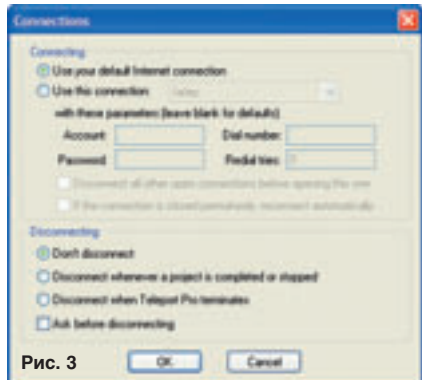 Connections
Connecting
Use your default Internet connection
Use this connection
with these parameters (leave blank for defaults)
Account: Dial number:
Password: Redial tries:
Disconnect all other open connections before opening this one
If the connection is closed prematurely, reconnect automatically
Disconnecting
Don't disconnect
Disconnect whenever a project is completed or stopped
Disconnect when Teleport Pro terminates
Ask before disconnecting
Рис. 3 OK Cancel